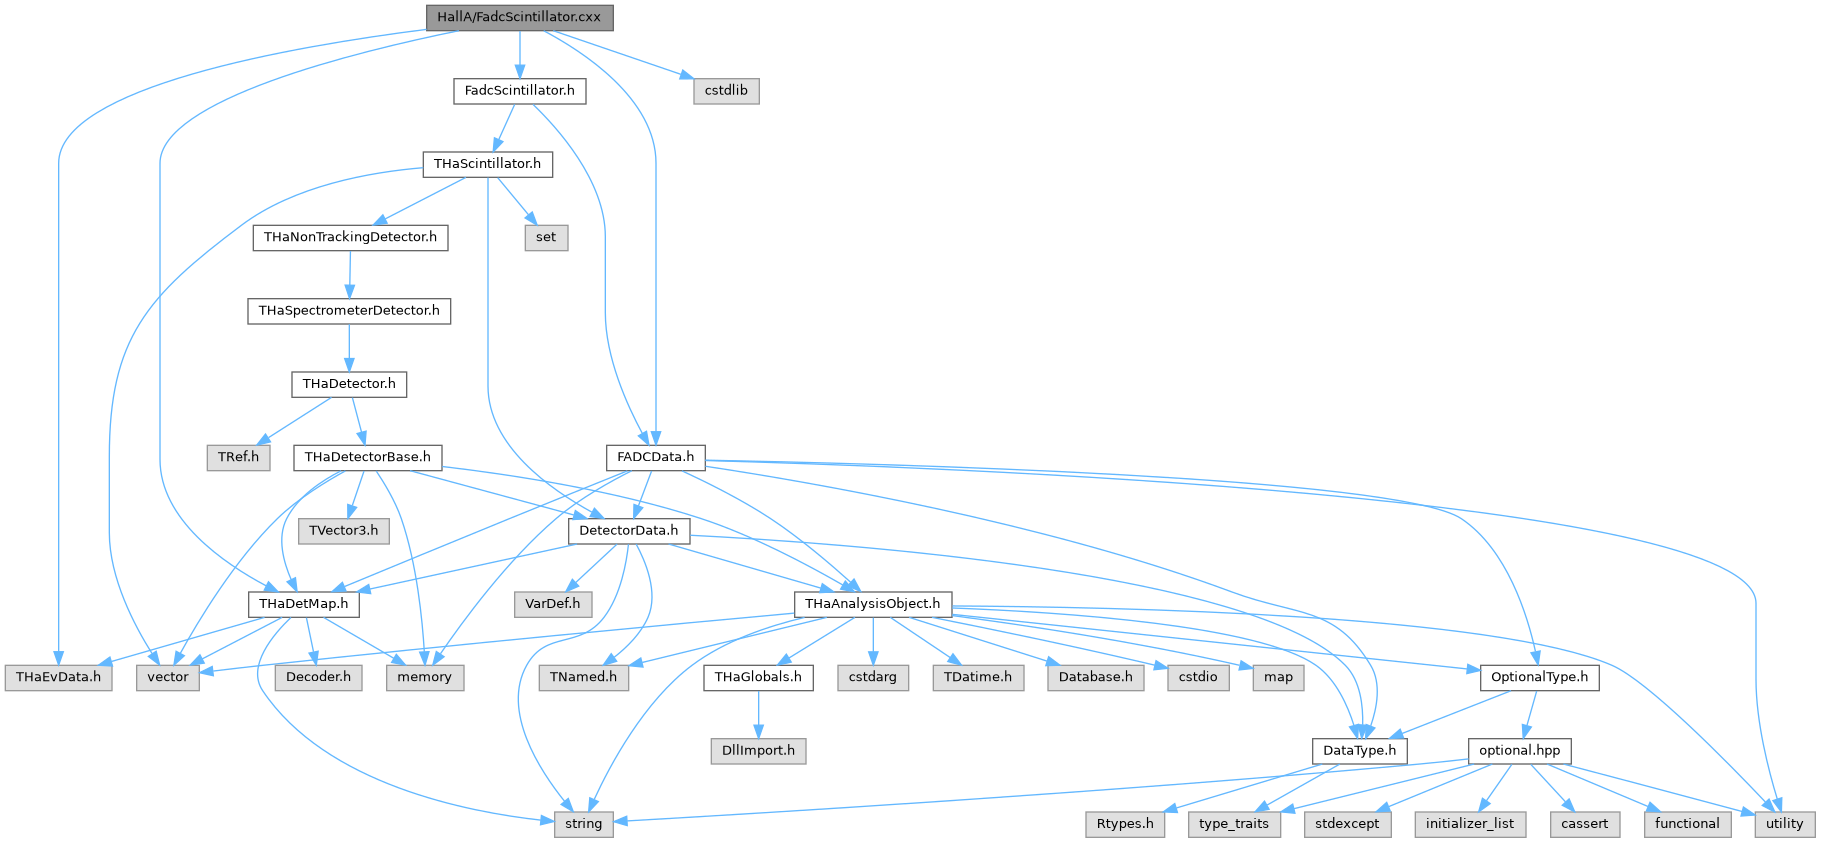 HallA/FadcScintillator.cxx
FadcScintillator.h
cstdlib
THaScintillator.h
THaNonTrackingDetector.h
set
THaSpectrometerDetector.h
THaDetector.h
TRef.h
THaDetectorBase.h
FADCData.h
TVector3.h
DetectorData.h
THaDetMap.h
VarDef.h
THaAnalysisObject.h
THaEvData.h
vector
Decoder.h
memory
TNamed.h
THaGlobals.h
cstdarg
TDatime.h
Database.h
cstdio
map
OptionalType.h
DllImport.h
DataType.h
optional.hpp
string
Rtypes.h
type_traits
stdexcept
initializer_list
cassert
functional
utility